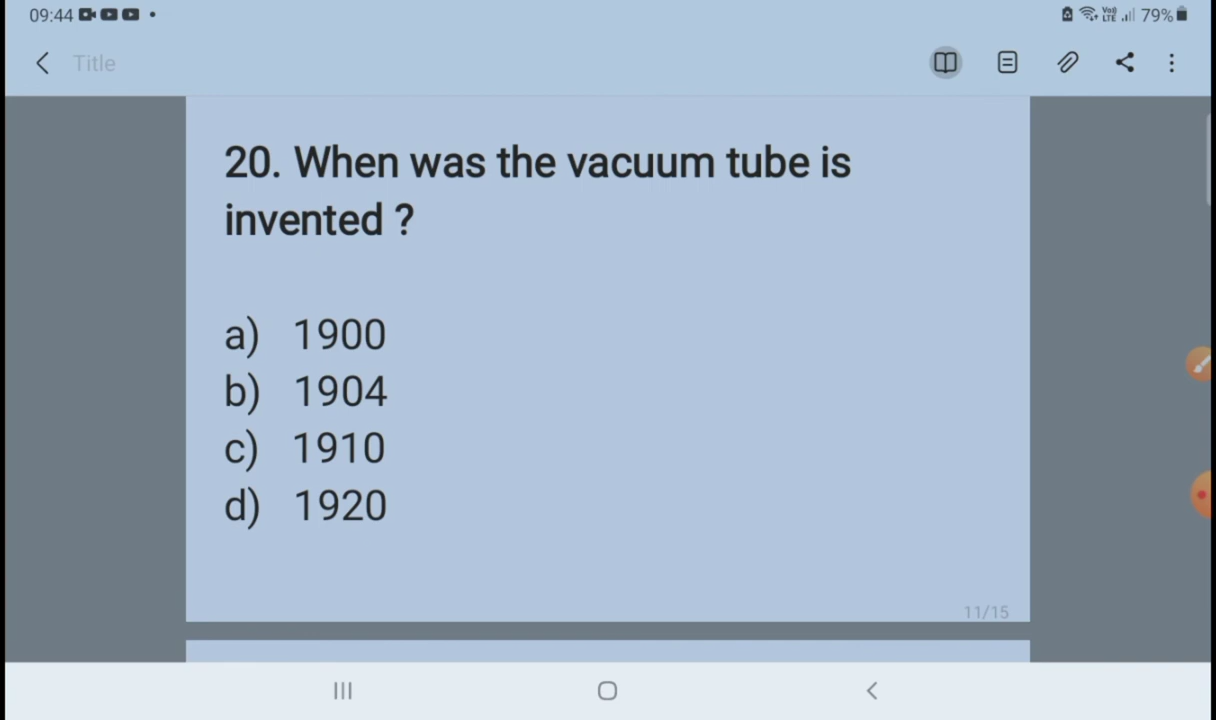 09:44
79%
Title
20. When was the vacuum tube is
invented ?
a) 1900
b) 1904
c) 1910
d) 1920
11/15